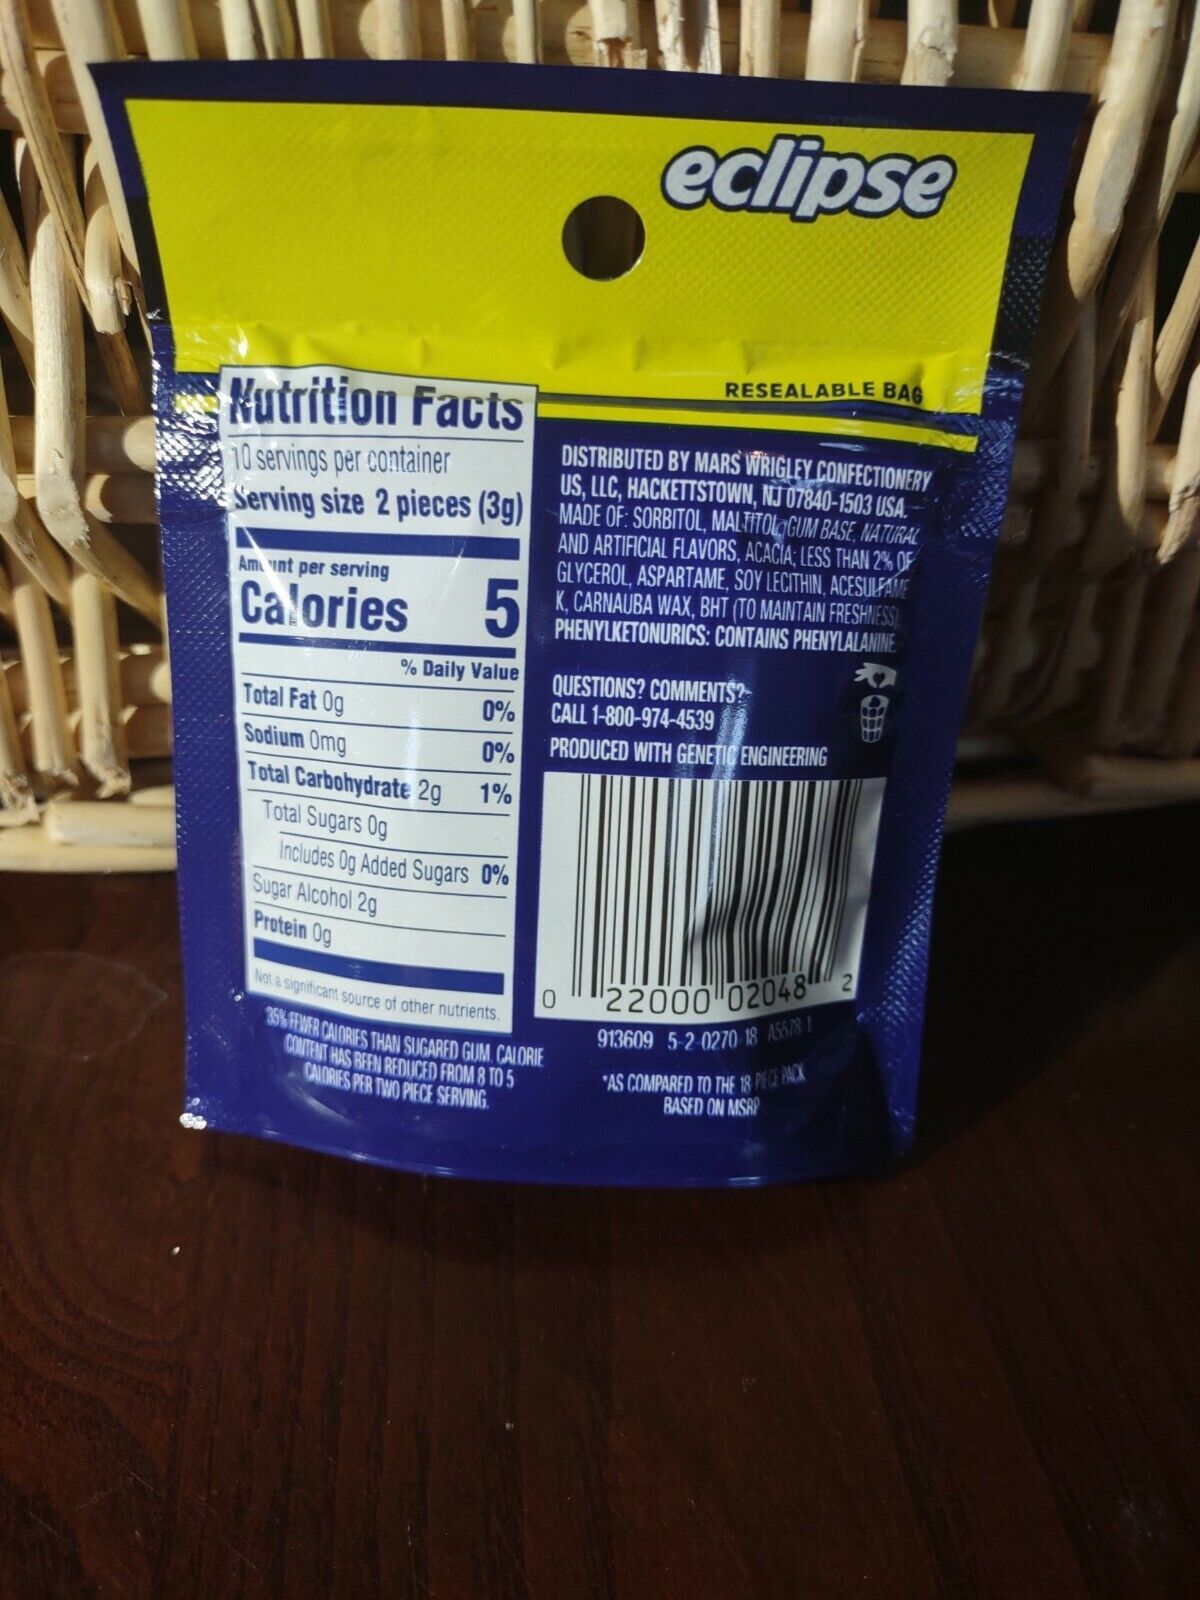 eclipse
RESEALABLE BAG
Nutrition Facts
10 servings per container
Serving size 2 pieces (3g)
Amount per serving
Calories 5
% Daily Value
Total Fat 0g 0%
Sodium 0mg 0%
Total Carbohydrate 2g 1%
Total Sugars 0g
Includes 0g Added Sugars 0%
Sugar Alcohol 2g
Protein 0g
Not a significant source of other nutrients.
35% FEWER CALORIES THAN SUGARED GUM. CALORIE
CONTENT HAS BEEN REDUCED FROM 8 TO 5
CALORIES PER TWO PIECE SERVING.
DISTRIBUTED BY MARS WRIGLEY CONFECTIONERY
US, LLC, HACKETTSTOWN, NJ 07840-1503 USA.
MADE OF: SORBITOL, MALTITOL, GUM BASE, NATURAL
AND ARTIFICIAL FLAVORS, ACACIA; LESS THAN 2% OF
GLYCEROL, ASPARTAME, SOY LECITHIN, ACESULFAME
K, CARNAUBA WAX, BHT (TO MAINTAIN FRESHNESS).
PHENYLKETONURICS: CONTAINS PHENYLALANINE.
QUESTIONS? COMMENTS?
CALL 1-800-974-4539
PRODUCED WITH GENETIC ENGINEERING
0 22000 02048 2
913609 5-2-0270-18 A5578 1
*AS COMPARED TO THE 18 PIECE PACK
BASED ON MSRP